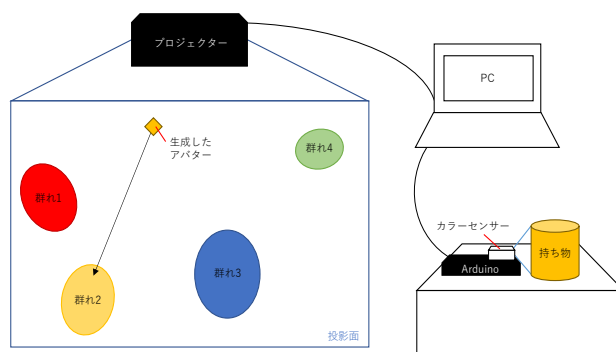 プロジェクター
PC
生成した
アバター
群れ4
群れ1
カラーセンサー
持ち物
群れ3
Arduino
群れ2
投影面